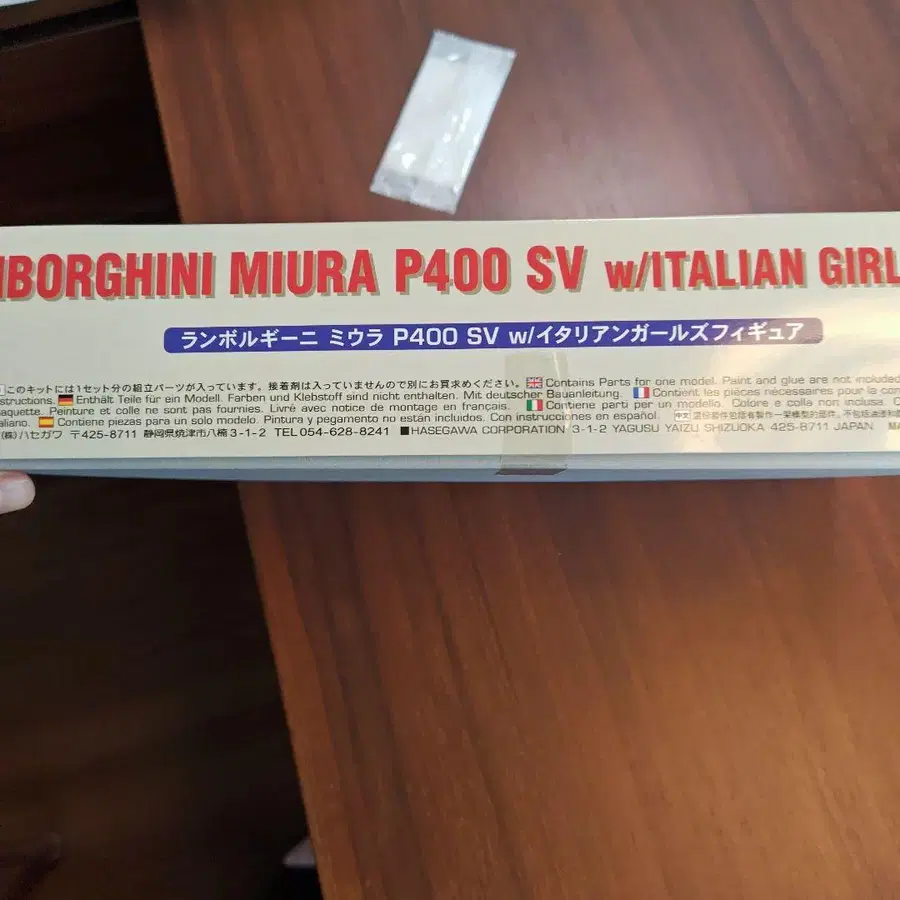 IBORGHINI MIURA P400 SV w/ITALIAN GIRL
ランボルギーニ ミウラ P400 SV w/イタリアンガールズフィギュア
このキットには1セット分の組立パーツが入っています。接着剤は入っていませんので別にお買求めください。 Contains Parts for one model. Paint and glue are not included
structions. Enthält Teile für ein Modell. Farben und Klebstoff sind nicht enthalten. Mit deutscher Bauanleitung. Contient les pièces nécessaires pour la con
aquette. Peinture et colle ne sont pas fournies. Livré avec notice de montage en français. Contiene parti per un modello. Colore e colla non inclusa. C
aliano. Contiene piezas para un solo modelo. Pintura y pegamento no están incluidos. Con instrucciones en español. 中文
(株)ハセガワ 〒425-8711 静岡県焼津市八楠3-1-2 TEL 054-628-8241 ■HASEGAWA CORPORATION 3-1-2 YAGUSU YAIZU SHIZUOKA 425-8711 JAPAN MA